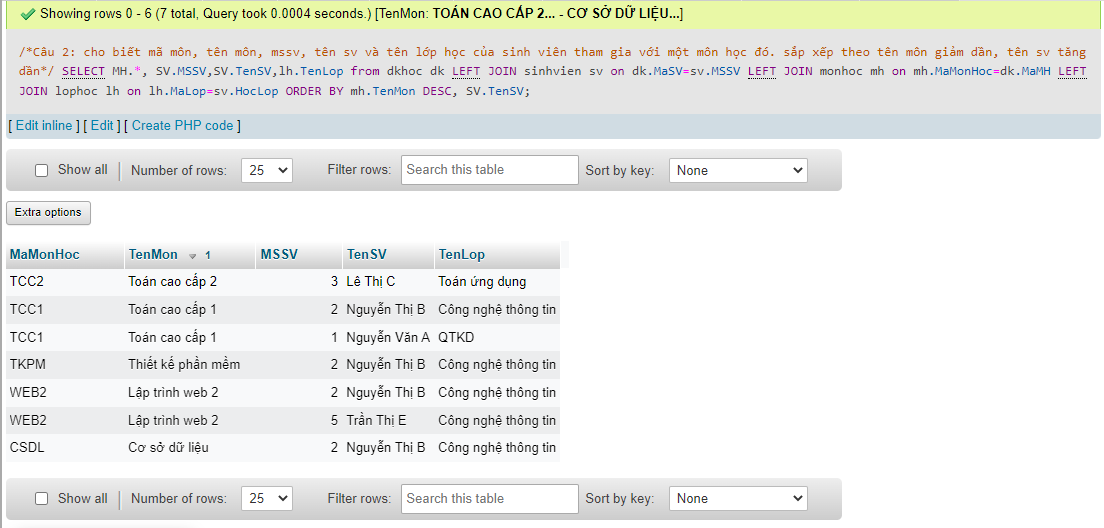 Showing rows 0 - 6 (7 total, Query took 0.0004 seconds.) [TenMon: TOÁN CAO CẤP 2... - CƠ SỞ DỮ LIỆU...]
/*Câu 2: cho biết mã môn, tên môn, mssv, tên sv và tên lớp học của sinh viên tham gia với một môn học đó. sắp xếp theo tên môn giảm dần, tên sv tăng
dần*/ SELECT MH.*, SV.MSSV,SV.TenSV,lh.TenLop from dkhoc dk LEFT JOIN sinhvien sv on dk.MaSV=sv.MSSV LEFT JOIN monhoc mh on mh.MaMonHoc=dk.MaMH LEFT
JOIN lophoc lh on lh.MaLop=sv.HocLop ORDER BY mh.TenMon DESC, SV.TenSV;
[ Edit inline ] [ Edit ] [ Create PHP code ]
Show all Number of rows: 25 Filter rows: Search this table Sort by key: None
Extra options
MaMonHoc TenMon 1 MSSV TenSV TenLop
TCC2 Toán cao cấp 2 3 Lê Thị C Toán ứng dụng
TCC1 Toán cao cấp 1 2 Nguyễn Thị B Công nghệ thông tin
TCC1 Toán cao cấp 1 1 Nguyễn Văn A QTKD
TKPM Thiết kế phần mềm 2 Nguyễn Thị B Công nghệ thông tin
WEB2 Lập trình web 2 2 Nguyễn Thị B Công nghệ thông tin
WEB2 Lập trình web 2 5 Trần Thị E Công nghệ thông tin
CSDL Cơ sở dữ liệu 2 Nguyễn Thị B Công nghệ thông tin
Show all Number of rows: 25 Filter rows: Search this table Sort by key: None